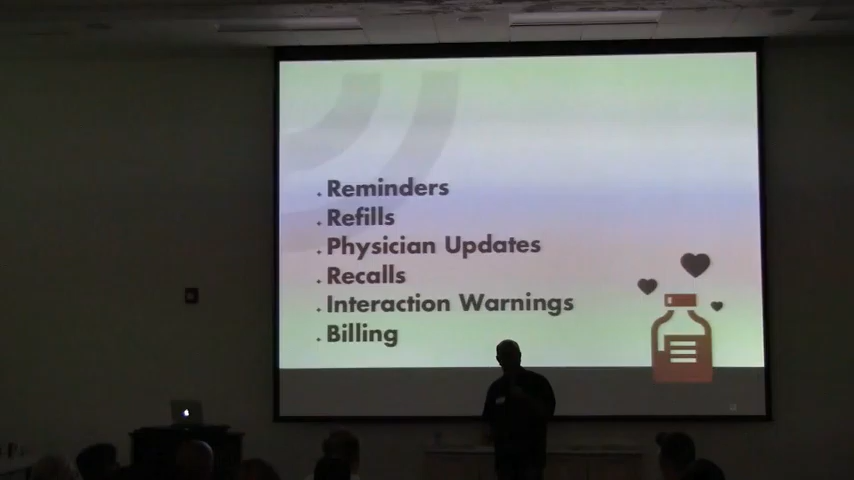 . Reminders
. Refills
. Physician Updates
. Recalls
. Interaction Warnings
. Billing